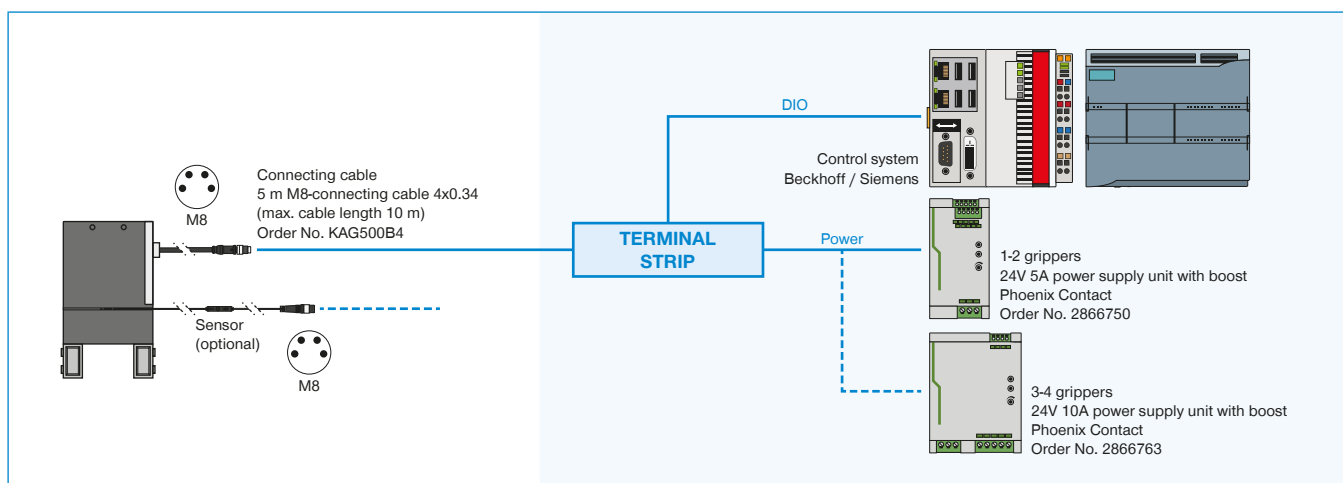 Connecting cable
5 m M8-connecting cable 4x0.34
(max. cable length 10 m)
Order No. KAG500B4
M8
Sensor
(optional)
M8
TERMINAL
STRIP
DIO
Control system
Beckhoff / Siemens
Power
1-2 grippers
24V 5A power supply unit with boost
Phoenix Contact
Order No. 2866750
3-4 grippers
24V 10A power supply unit with boost
Phoenix Contact
Order No. 2866763